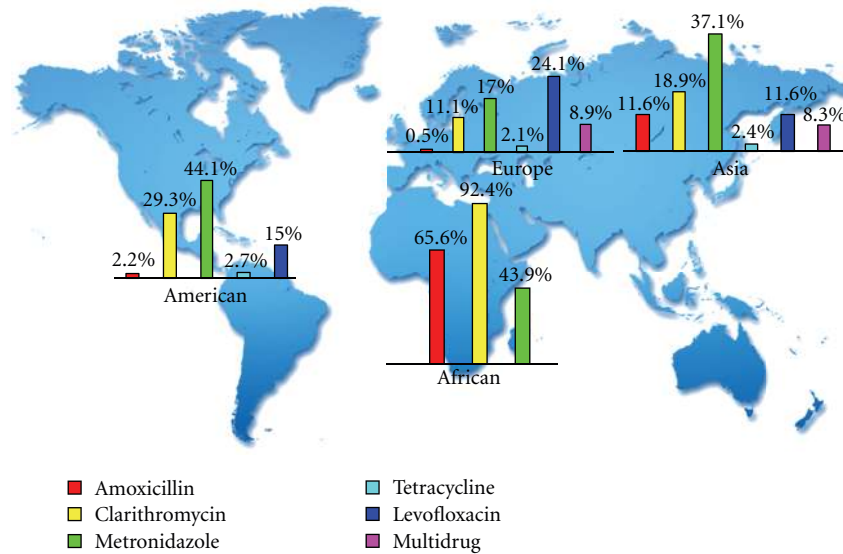 37.1%
24.1%
18.9%
17%
11.1%
11.6%
11.6%
8.9%
8.3%
0.5%
2.1%
2.4%
Europe
Asia
44.1%
92.4%
29.3%
65.6%
15%
2.2%
2.7%
43.9%
American
African
Amoxicillin
Clarithromycin
Metronidazole
Tetracycline
Levofloxacin
Multidrug